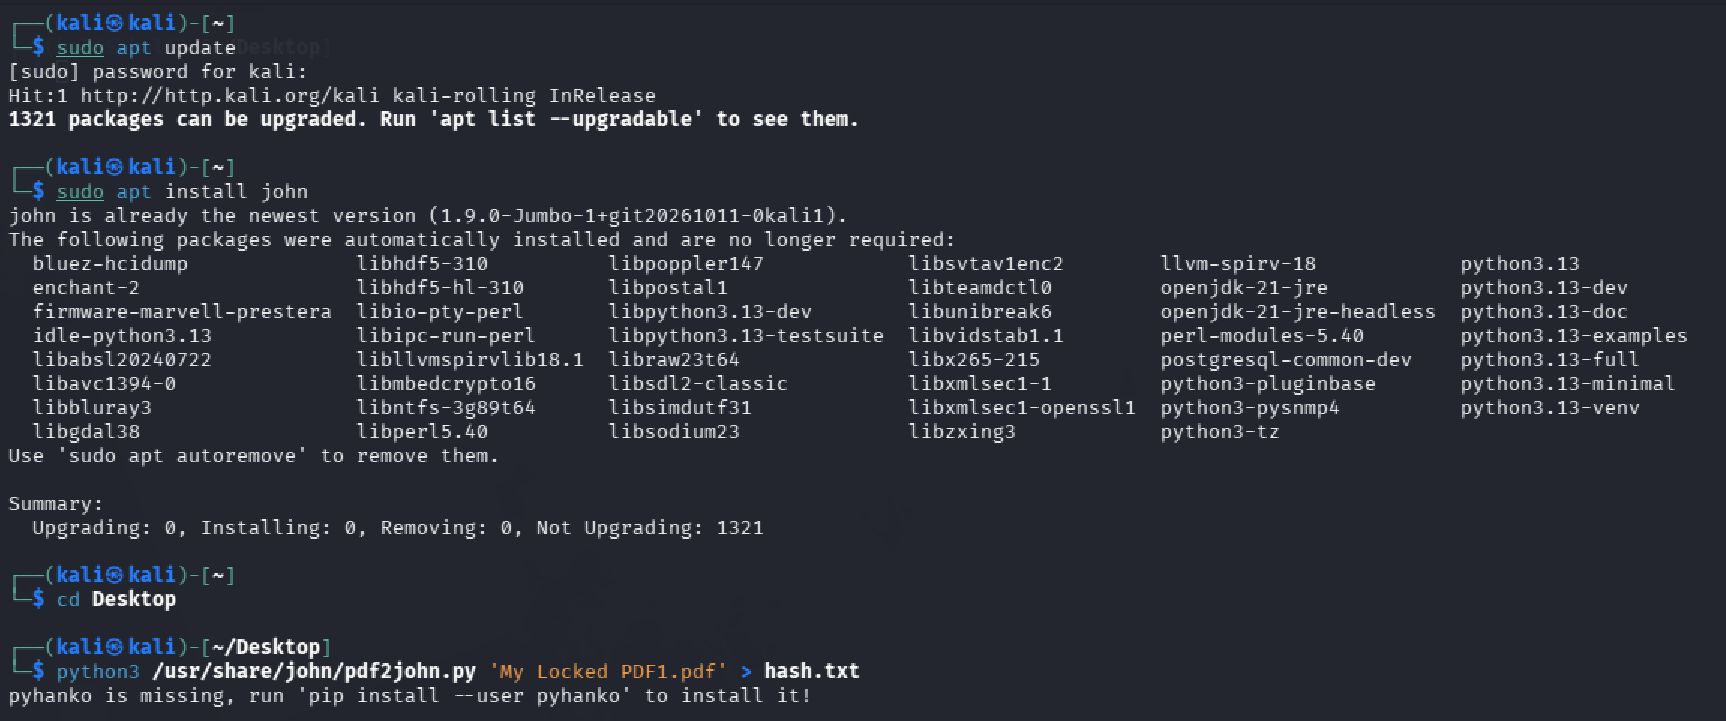 ┌──(kali㉿kali)-[~]
└─$ sudo apt update
[sudo] password for kali:
Hit:1 http://http.kali.org/kali kali-rolling InRelease
1321 packages can be upgraded. Run 'apt list --upgradable' to see them.
┌──(kali㉿kali)-[~]
└─$ sudo apt install john
john is already the newest version (1.9.0-Jumbo-1+git20261011-0kali1).
The following packages were automatically installed and are no longer required:
bluez-hcidump libhdf5-310 libpoppler147 libsvtav1enc2 llvm-spirv-18 python3.13
enchant-2 libhdf5-hl-310 libpostal1 libteamdctl0 openjdk-21-jre python3.13-dev
firmware-marvell-prestera libio-pty-perl libpython3.13-dev libunibreak6 openjdk-21-jre-headless python3.13-doc
idle-python3.13 libipc-run-perl libpython3.13-testsuite libvidstab1.1 perl-modules-5.40 python3.13-examples
libabsl20240722 libllvmspirvlib18.1 libraw23t64 libx265-215 postgresql-common-dev python3.13-full
libavc1394-0 libmbedcrypto16 libsdl2-classic libxmlsec1-1 python3-pluginbase python3.13-minimal
libbluray3 libntfs-3g89t64 libsimdutf31 libxmlsec1-openssl1 python3-pysnmp4 python3.13-venv
libgdal38 libperl5.40 libsodium23 libzxing3 python3-tz
Use 'sudo apt autoremove' to remove them.
Summary:
Upgrading: 0, Installing: 0, Removing: 0, Not Upgrading: 1321
┌──(kali㉿kali)-[~]
└─$ cd Desktop
┌──(kali㉿kali)-[~/Desktop]
└─$ python3 /usr/share/john/pdf2john.py 'My Locked PDF1.pdf' > hash.txt
pyhanko is missing, run 'pip install --user pyhanko' to install it!